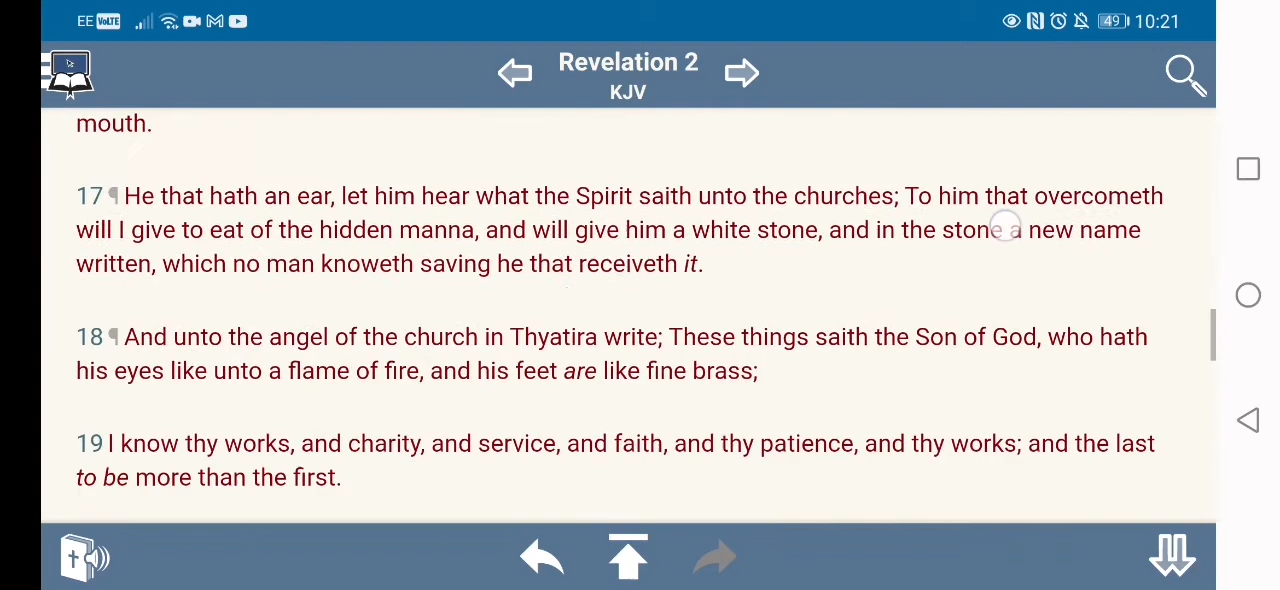 EE VoLTE 49 10:21
Revelation 2
KJV
mouth.
17 ¶ He that hath an ear, let him hear what the Spirit saith unto the churches; To him that overcometh
will I give to eat of the hidden manna, and will give him a white stone, and in the stone a new name
written, which no man knoweth saving he that receiveth it.
18 ¶ And unto the angel of the church in Thyatira write; These things saith the Son of God, who hath
his eyes like unto a flame of fire, and his feet are like fine brass;
19 I know thy works, and charity, and service, and faith, and thy patience, and thy works; and the last
to be more than the first.